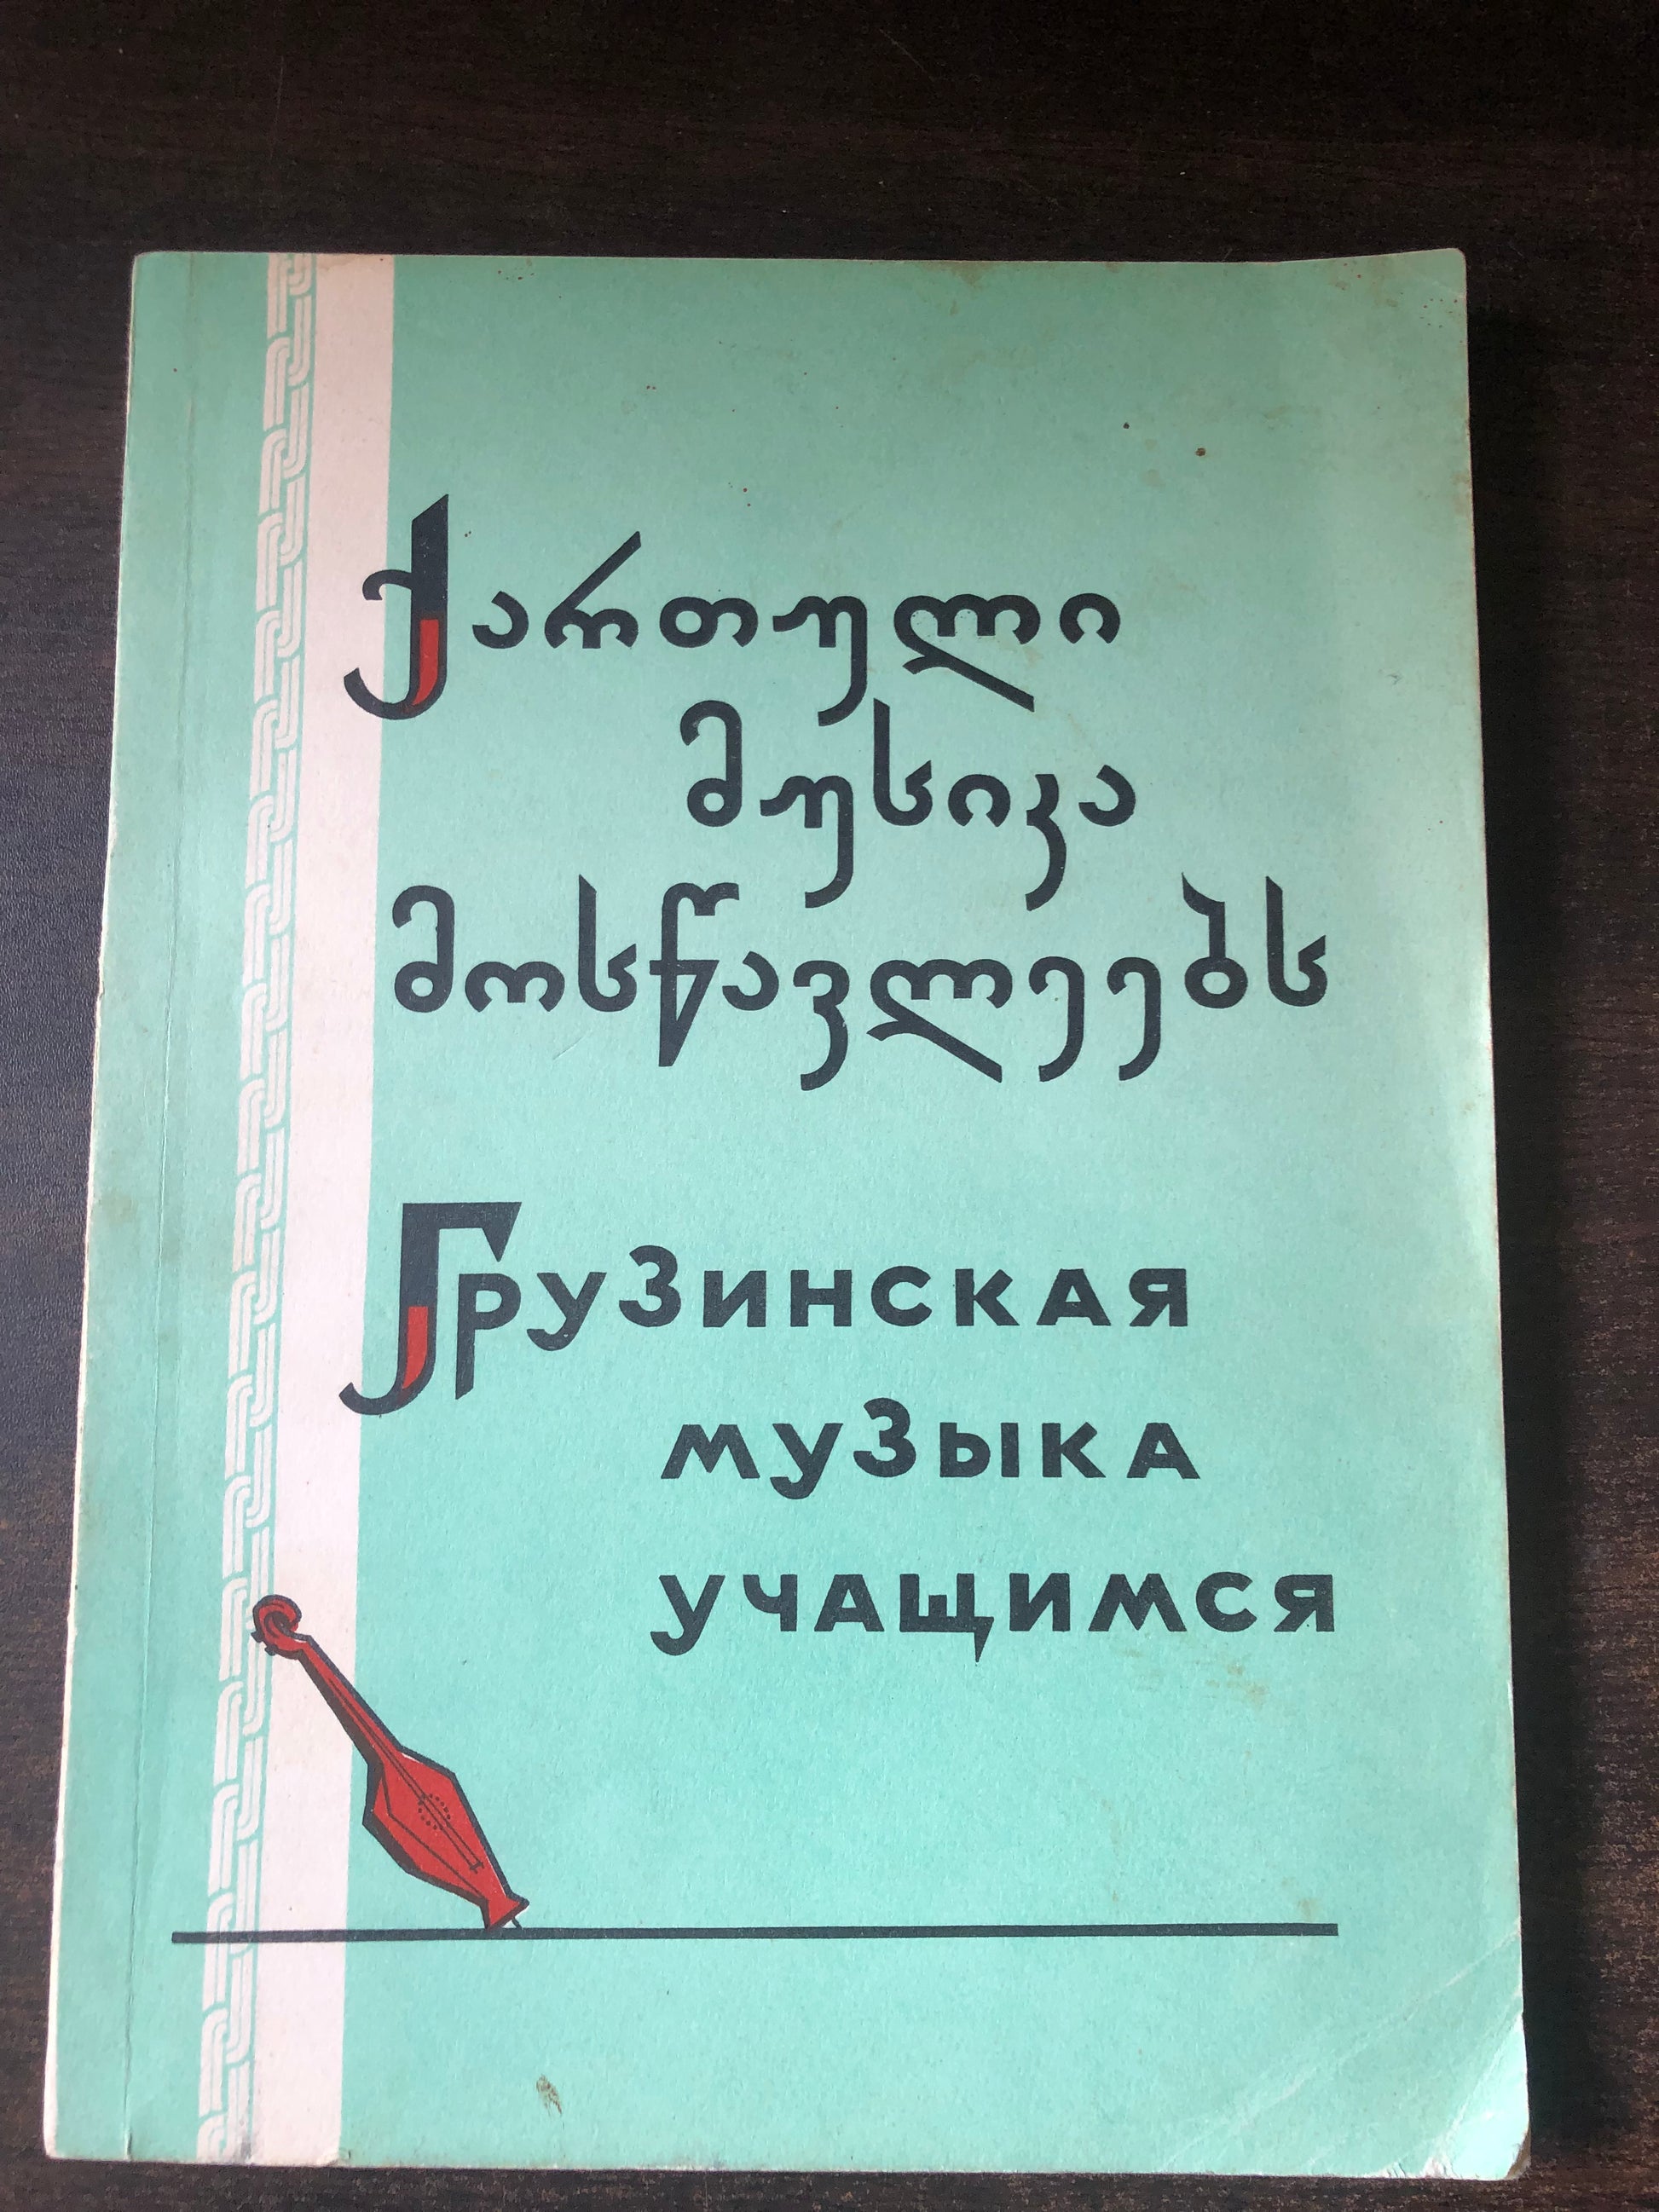 ქართული
მუსიკა
მოსწავლეებს
Грузинская
музыка
учащимся